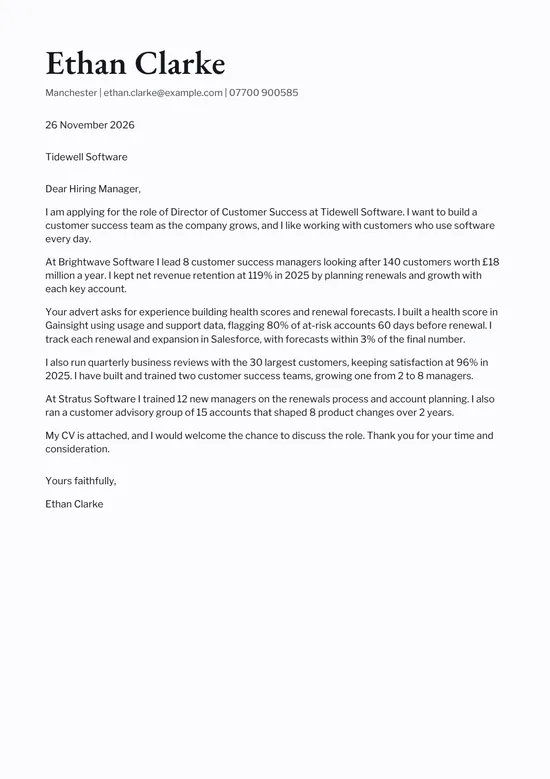 Ethan Clarke
Manchester | ethan.clarke@example.com | 07700 900585
26 November 2026
Tidewell Software
Dear Hiring Manager,
I am applying for the role of Director of Customer Success at Tidewell Software. I want to build a
customer success team as the company grows, and I like working with customers who use software
every day.
At Brightwave Software I lead 8 customer success managers looking after 140 customers worth £18
million a year. I kept net revenue retention at 119% in 2025 by planning renewals and growth with
each key account.
Your advert asks for experience building health scores and renewal forecasts. I built a health score in
Gainsight using usage and support data, flagging 80% of at-risk accounts 60 days before renewal. I
track each renewal and expansion in Salesforce, with forecasts within 3% of the final number.
I also run quarterly business reviews with the 30 largest customers, keeping satisfaction at 96% in
2025. I have built and trained two customer success teams, growing one from 2 to 8 managers.
At Stratus Software I trained 12 new managers on the renewals process and account planning. I also
ran a customer advisory group of 15 accounts that shaped 8 product changes over 2 years.
My CV is attached, and I would welcome the chance to discuss the role. Thank you for your time and
consideration.
Yours faithfully,
Ethan Clarke